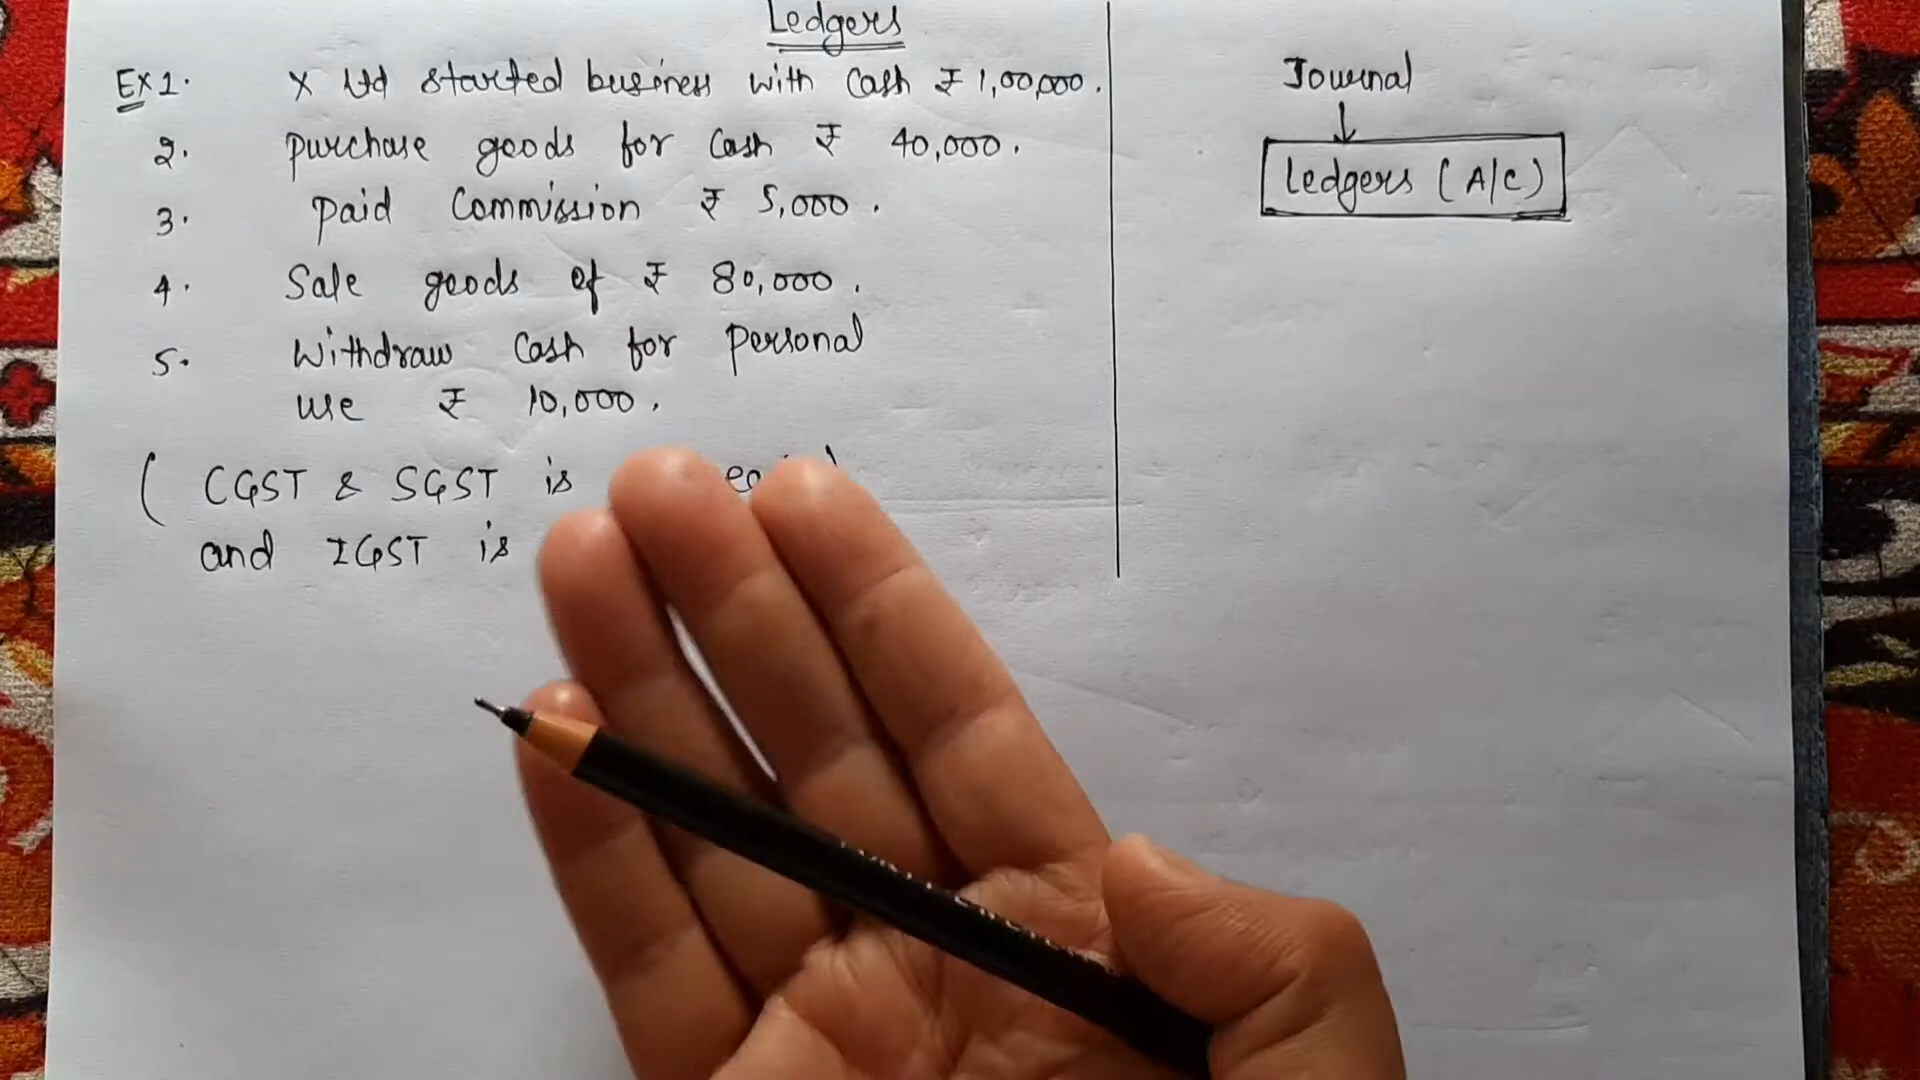 Ledgers
Ex 1. X Ltd started business with Cash ₹ 1,00,000.
2. purchase goods for Cash ₹ 40,000.
3. paid Commission ₹ 5,000.
4. Sale goods of ₹ 80,000.
5. Withdraw Cash for personal
use ₹ 10,000.
( CGST & SGST is
and IGST is
Journal
↓
Ledgers (A/C)